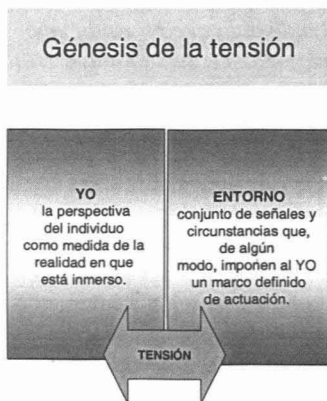 Génesis de la tensión
YO
la perspectiva
del individuo
como medida de la
realidad en que
está inmerso.
ENTORNO
conjunto de señales y
circunstancias que,
de algún
modo, imponen al YO
un marco definido
de actuación.
TENSIÓN